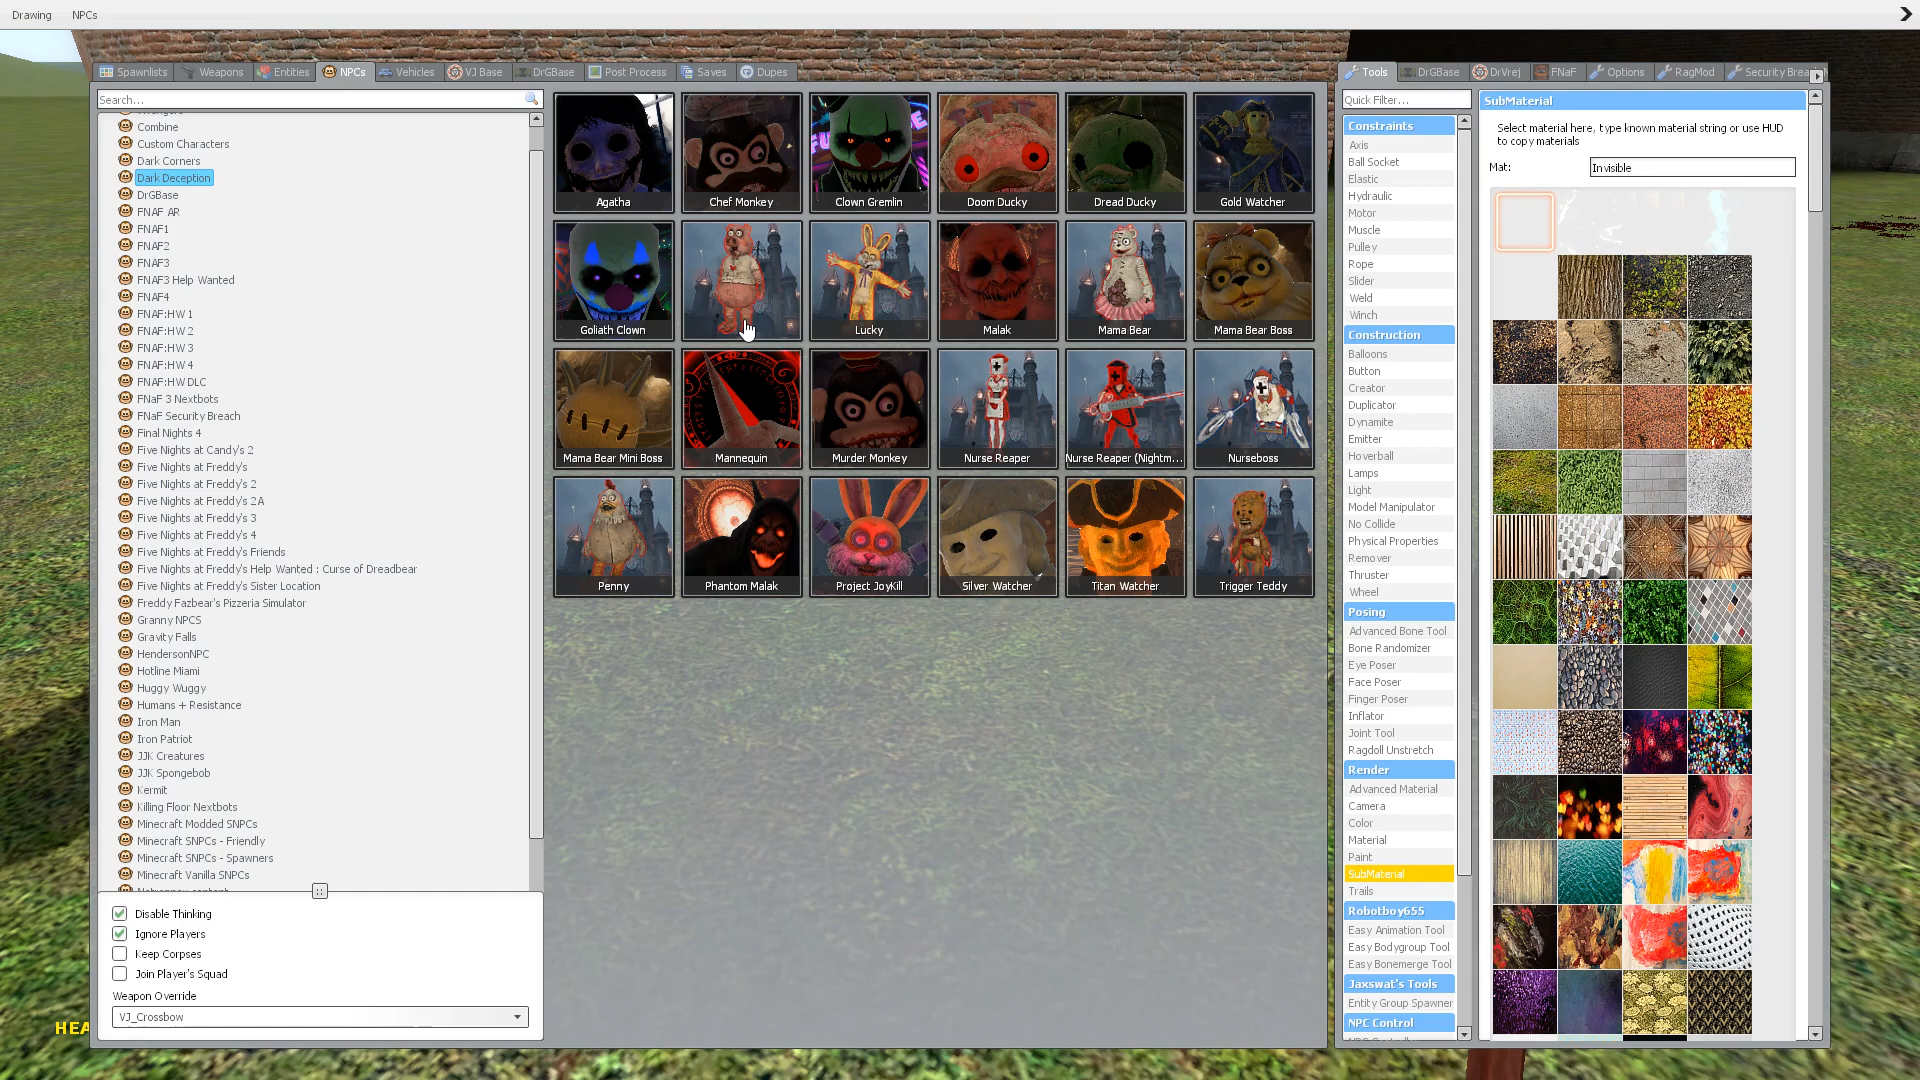 Drawing NPCs
Spawnlists Weapons Entities NPCs Vehicles VJ Base DrGBase Post Process Saves Dupes
Search...
Combine
Custom Characters
Dark Corners
Dark Deception
DrGBase
FNAF AR
FNAF1
FNAF2
FNAF3
FNAF3 Help Wanted
FNAF4
FNAF:HW 1
FNAF:HW 2
FNAF:HW 3
FNAF:HW 4
FNAF:HW DLC
FNaF 3 Nextbots
FNaF Security Breach
Final Nights 4
Five Nights at Candy's 2
Five Nights at Freddy's
Five Nights at Freddy's 2
Five Nights at Freddy's 2A
Five Nights at Freddy's 3
Five Nights at Freddy's 4
Five Nights at Freddy's Friends
Five Nights at Freddy's Help Wanted : Curse of Dreadbear
Five Nights at Freddy's Sister Location
Freddy Fazbear's Pizzeria Simulator
Granny NPCS
Gravity Falls
HendersonNPC
Hotline Miami
Huggy Wuggy
Humans + Resistance
Iron Man
Iron Patriot
JJK Creatures
JJK Spongebob
Kermit
Killing Floor Nextbots
Minecraft Modded SNPCs
Minecraft SNPCs - Friendly
Minecraft SNPCs - Spawners
Minecraft Vanilla SNPCs
Disable Thinking
Ignore Players
Keep Corpses
Join Player's Squad
Weapon Override
VJ_Crossbow
HEA
Agatha Chef Monkey Clown Gremlin Doom Ducky Dread Ducky Gold Watcher
Goliath Clown Lucky Malak Mama Bear Mama Bear Boss
Mama Bear Mini Boss Mannequin Murder Monkey Nurse Reaper Nurse Reaper (Nightm... Nurseboss
Penny Phantom Malak Project JoyKill Silver Watcher Titan Watcher Trigger Teddy
Tools DrGBase DrVrej FNaF Options RagMod Security Brea
Quick Filter...
Constraints
Axis
Ball Socket
Elastic
Hydraulic
Motor
Muscle
Pulley
Rope
Slider
Weld
Winch
Construction
Balloons
Button
Creator
Duplicator
Dynamite
Emitter
Hoverball
Lamps
Light
Model Manipulator
No Collide
Physical Properties
Remover
Thruster
Wheel
Posing
Advanced Bone Tool
Bone Randomizer
Eye Poser
Face Poser
Finger Poser
Inflator
Joint Tool
Ragdoll Unstretch
Render
Advanced Material
Camera
Color
Material
Paint
SubMaterial
Trails
Robotboy655
Easy Animation Tool
Easy Bodygroup Tool
Easy Bonemerge Tool
Jaxswat's Tools
Entity Group Spawner
NPC Control
SubMaterial
Select material here, type known material string or use HUD
to copy materials
Mat: Invisible